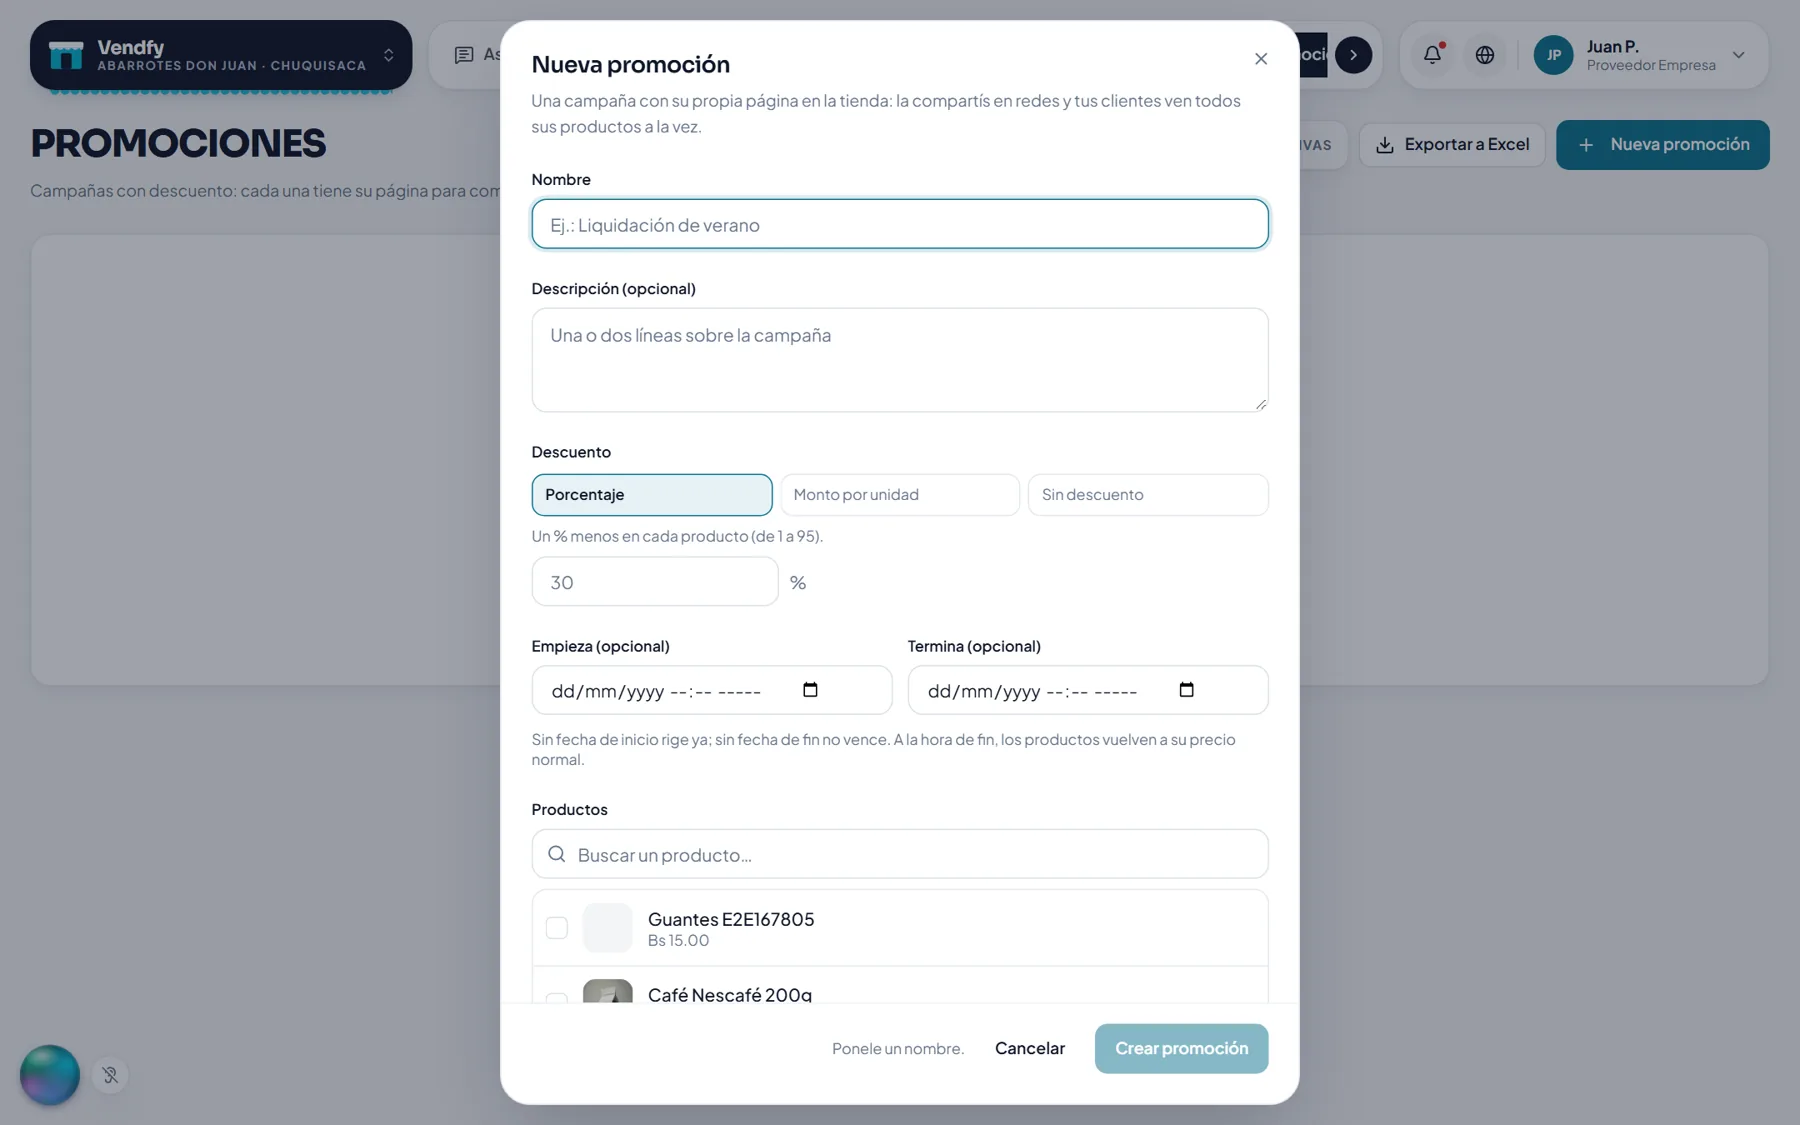 Vendfy
ABARROTES DON JUAN · CHUQUISACA
Juan P.
Proveedor Empresa
JP
PROMOCIONES
Exportar a Excel
Nueva promoción
Campañas con descuento: cada una tiene su página para
Nueva promoción
Una campaña con su propia página en la tienda: la compartís en redes y tus clientes ven todos
sus productos a la vez.
Nombre
Ej.: Liquidación de verano
Descripción (opcional)
Una o dos líneas sobre la campaña
Descuento
Porcentaje
Monto por unidad
Sin descuento
Un % menos en cada producto (de 1 a 95).
30
%
Empieza (opcional)
Termina (opcional)
dd/mm/yyyy --:-- -----
dd/mm/yyyy --:-- -----
Sin fecha de inicio rige ya; sin fecha de fin no vence. A la hora de fin, los productos vuelven a su precio
normal.
Productos
Buscar un producto...
Guantes E2E167805
Bs 15.00
Café Nescafé 200g
Ponele un nombre.
Cancelar
Crear promoción